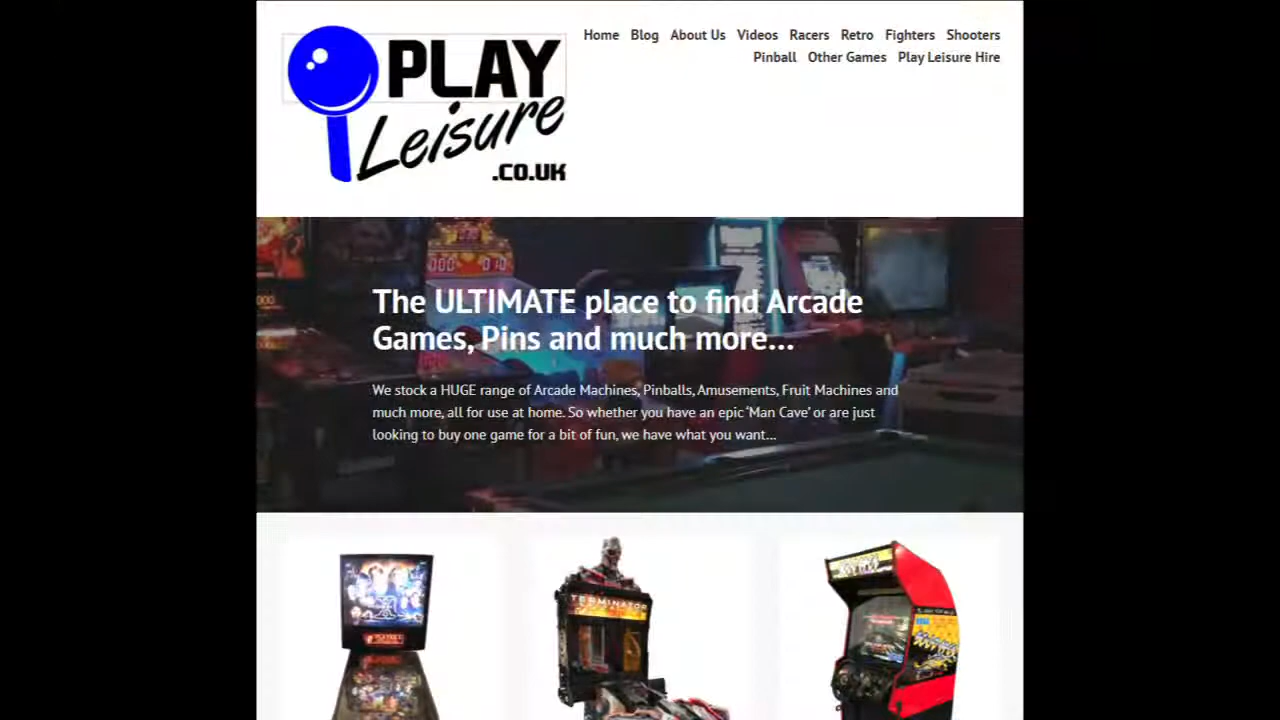 PLAY
Leisure
.CO.UK
Home Blog About Us Videos Racers Retro Fighters Shooters
Pinball Other Games Play Leisure Hire
The ULTIMATE place to find Arcade
Games, Pins and much more...
We stock a HUGE range of Arcade Machines, Pinballs, Amusements, Fruit Machines and
much more, all for use at home. So whether you have an epic ‘Man Cave’ or are just
looking to buy one game for a bit of fun, we have what you want...
TERMINATOR